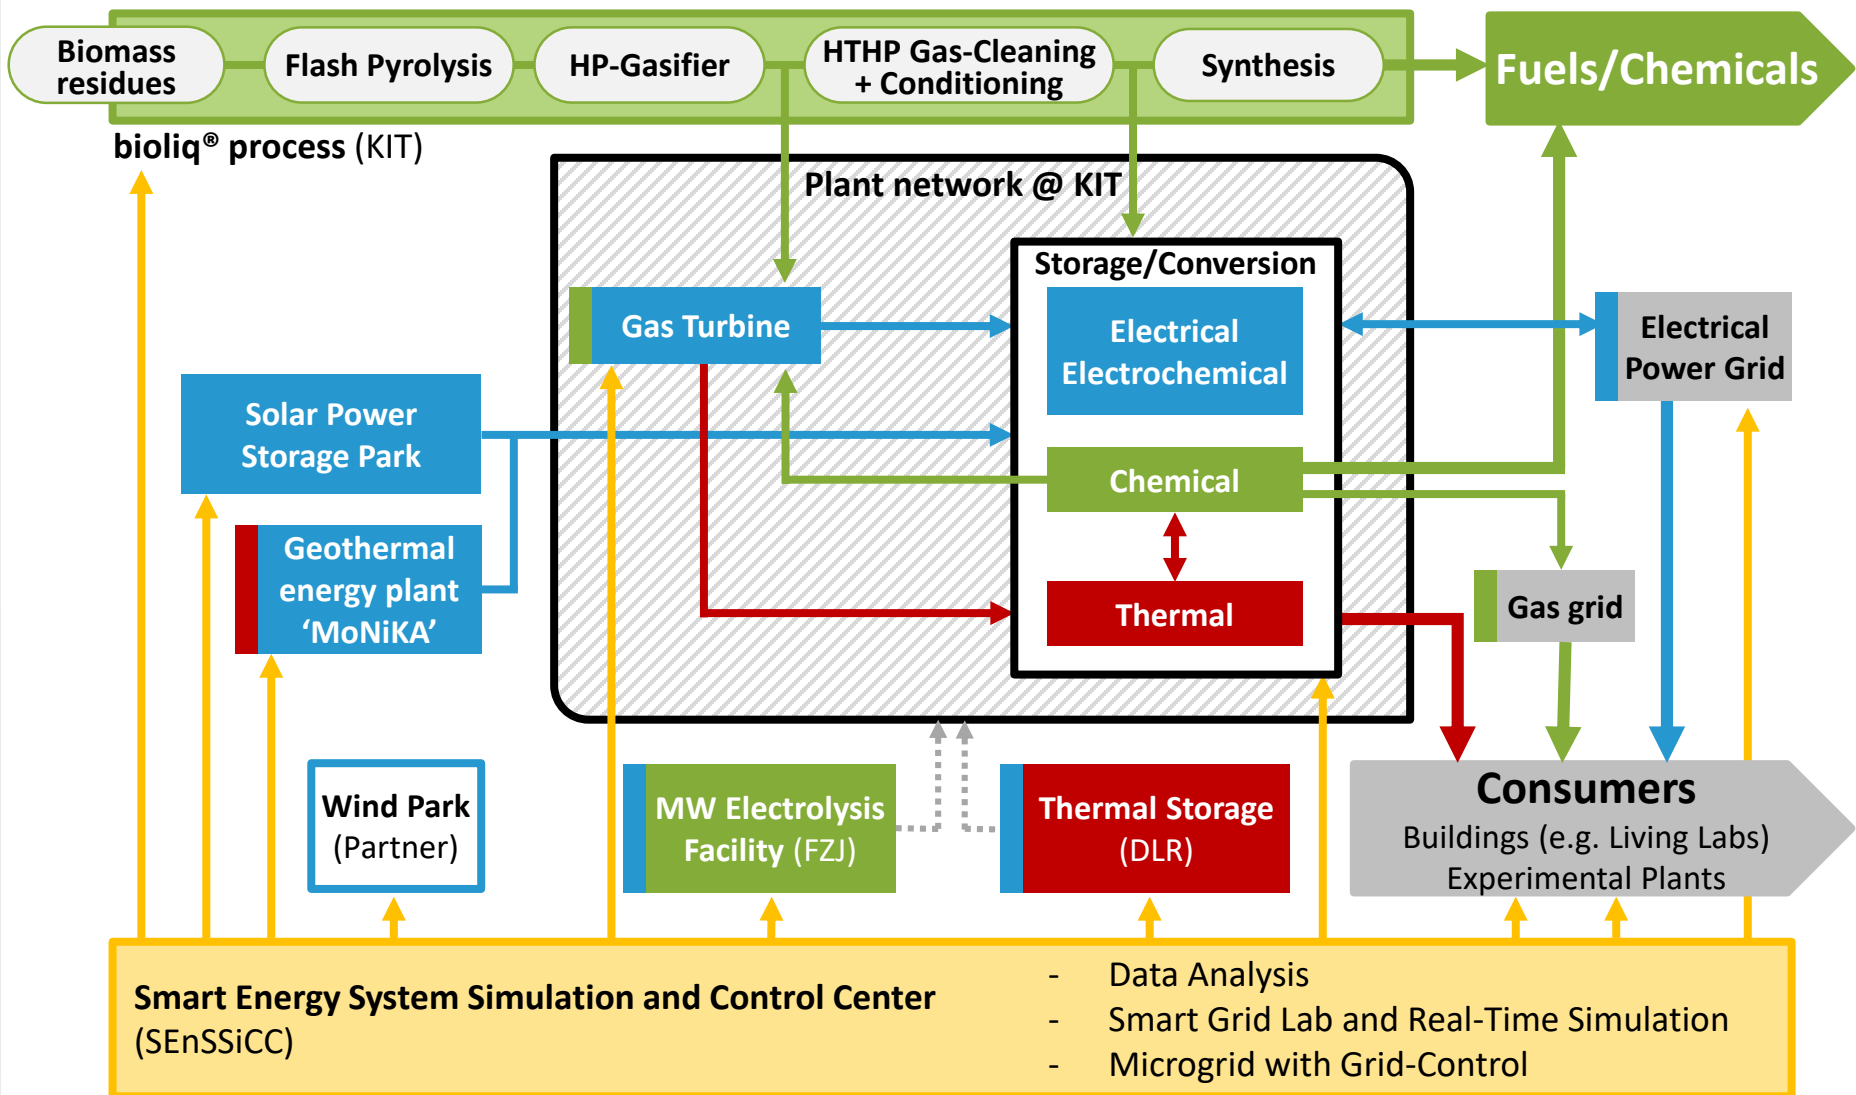 Biomass
residues
Flash Pyrolysis
HP-Gasifier
HTHP Gas-Cleaning
+ Conditioning
Synthesis
Fuels/Chemicals
bioliq® process (KIT)
Plant network @ KIT
Storage/Conversion
Gas Turbine
Electrical
Electrochemical
Electrical
Power Grid
Solar Power
Storage Park
Chemical
Geothermal
energy plant
‘MoNiKA’
Thermal
Gas grid
Wind Park
(Partner)
MW Electrolysis
Facility (FZJ)
Thermal Storage
(DLR)
Consumers
Buildings (e.g. Living Labs)
Experimental Plants
Smart Energy System Simulation and Control Center
(SEnSSiCC)
- Data Analysis
- Smart Grid Lab and Real-Time Simulation
- Microgrid with Grid-Control